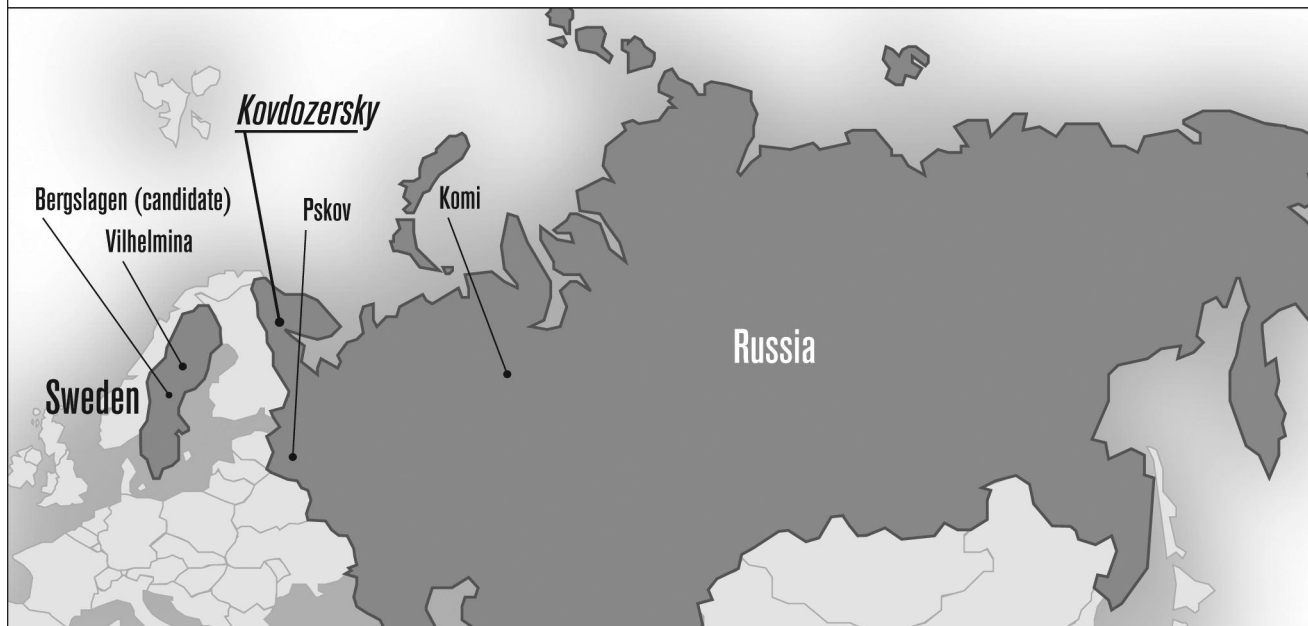 Kovdozersky
Bergslagen (candidate)
Vilhelmina
Pskov
Komi
Sweden
Russia